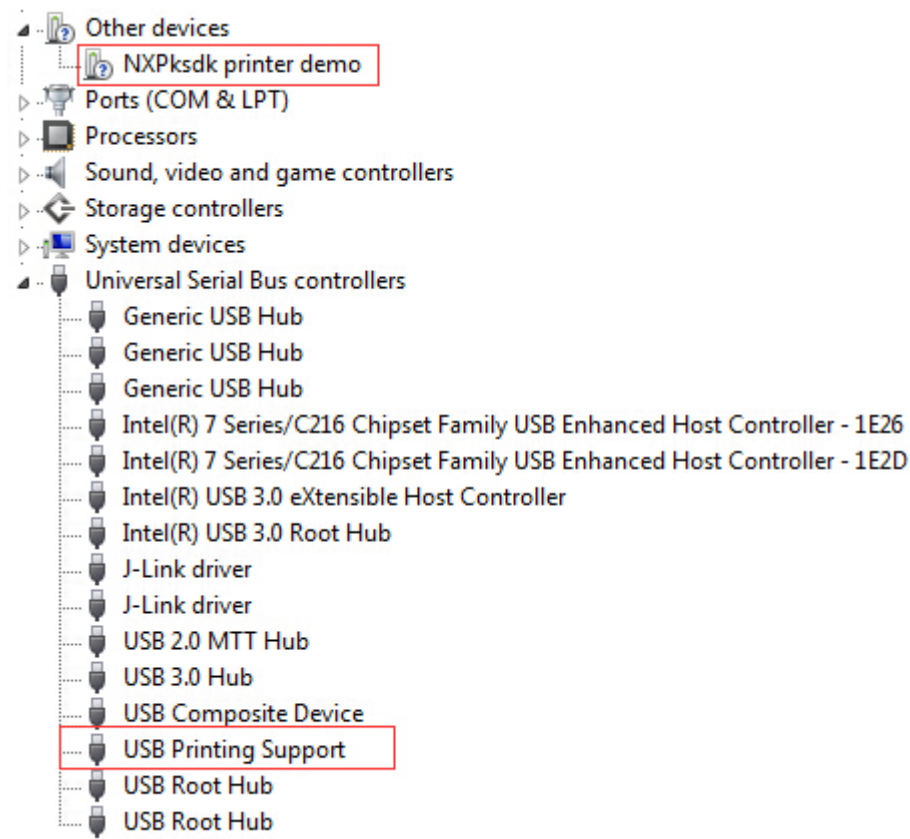 Other devices
NXPksdk printer demo
Ports (COM & LPT)
Processors
Sound, video and game controllers
Storage controllers
System devices
Universal Serial Bus controllers
Generic USB Hub
Generic USB Hub
Generic USB Hub
Intel(R) 7 Series/C216 Chipset Family USB Enhanced Host Controller - 1E26
Intel(R) 7 Series/C216 Chipset Family USB Enhanced Host Controller - 1E2D
Intel(R) USB 3.0 eXtensible Host Controller
Intel(R) USB 3.0 Root Hub
J-Link driver
J-Link driver
USB 2.0 MTT Hub
USB 3.0 Hub
USB Composite Device
USB Printing Support
USB Root Hub
USB Root Hub